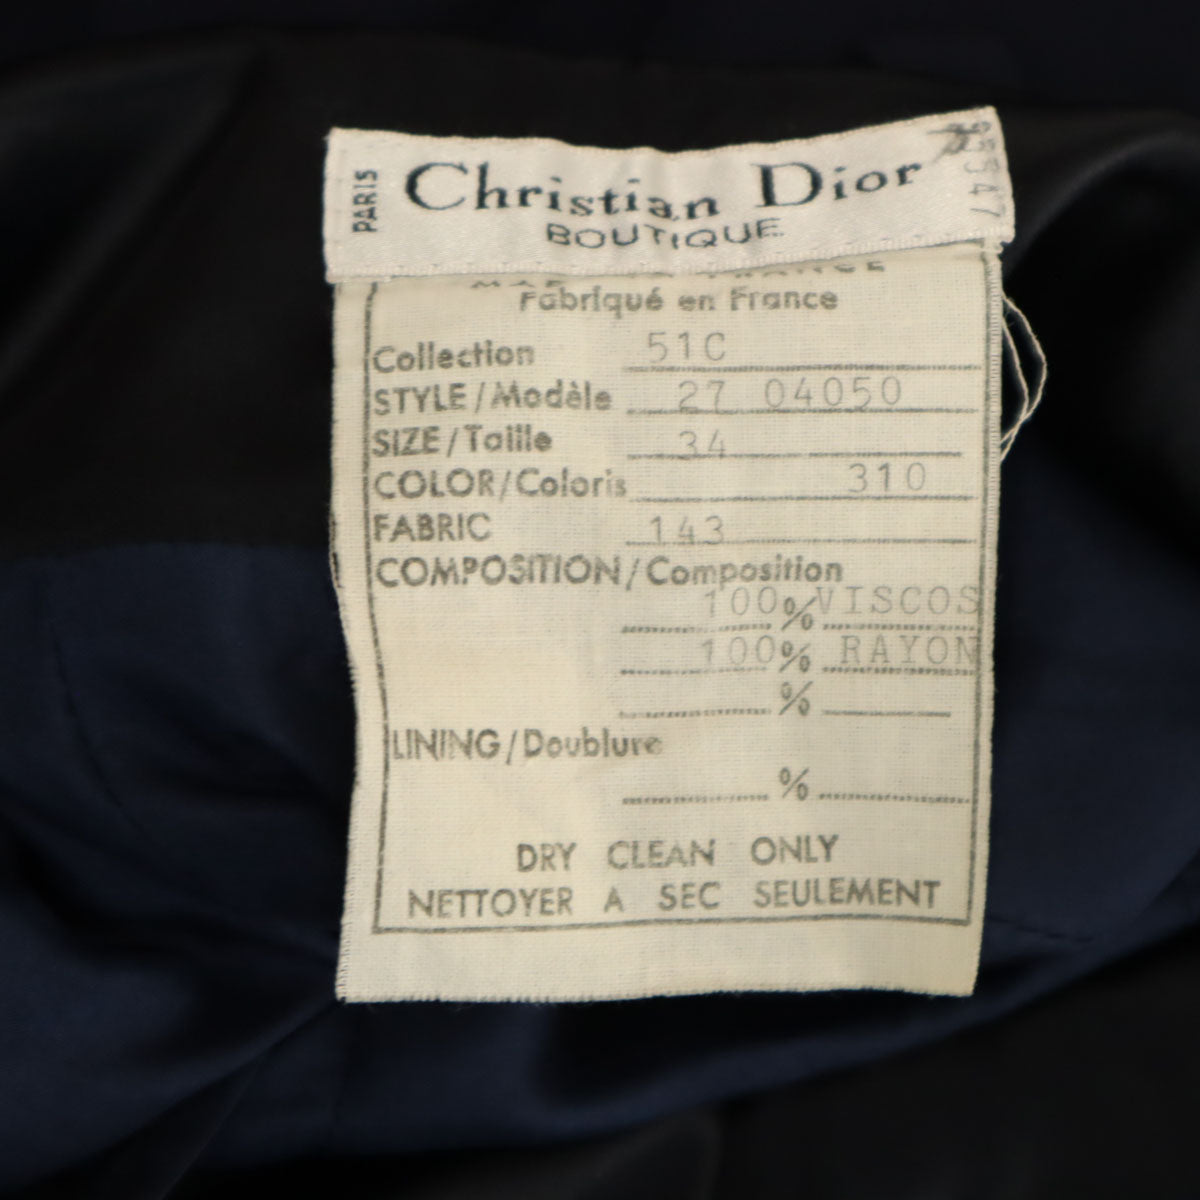 PARIS
Christian Dior
BOUTIQUE
Fabriqué en France
Collection 51C
STYLE/Modèle 27 04050
SIZE/Taille 34
COLOR/Coloris 310
FABRIC 143
COMPOSITION/Composition
100% VISCOS
100% RAYON
%
LINING/Doublure
%
DRY CLEAN ONLY
NETTOYER A SEC SEULEMENT